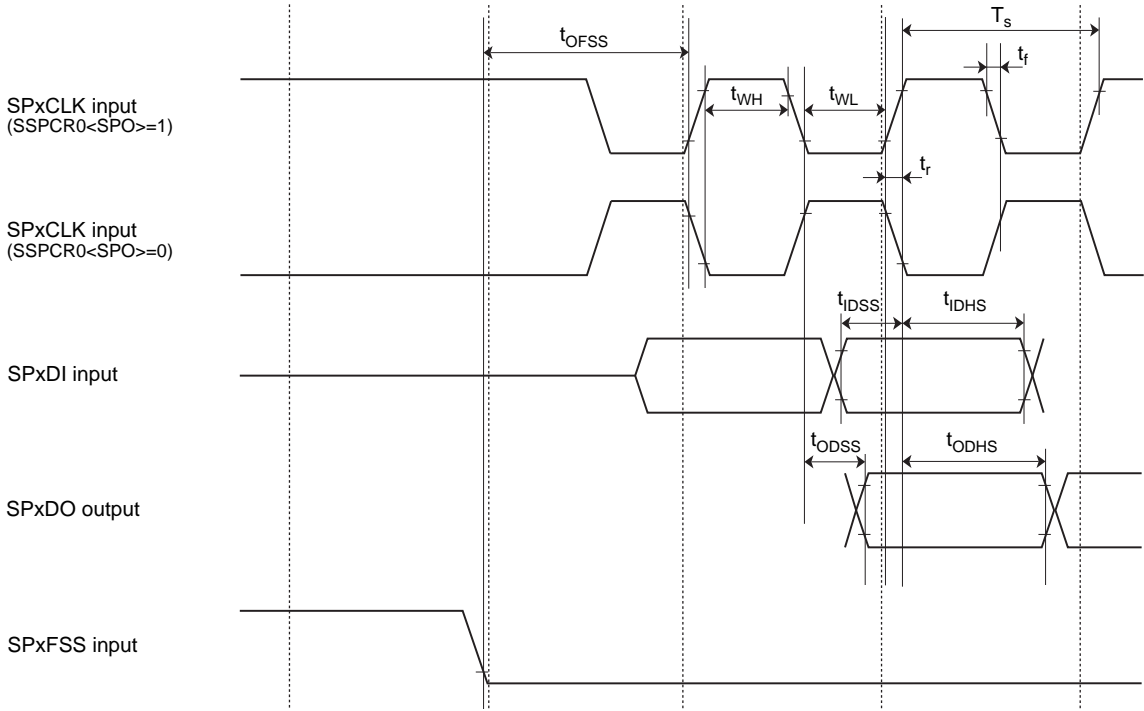 T_s
t_OFSS
t_f
SPxCLK input
(SSPCR0<SPO>=1)
t_WH
t_WL
t_r
SPxCLK input
(SSPCR0<SPO>=0)
t_IDSS
t_IDHS
SPxDI input
t_ODSS
t_ODHS
SPxDO output
SPxFSS input